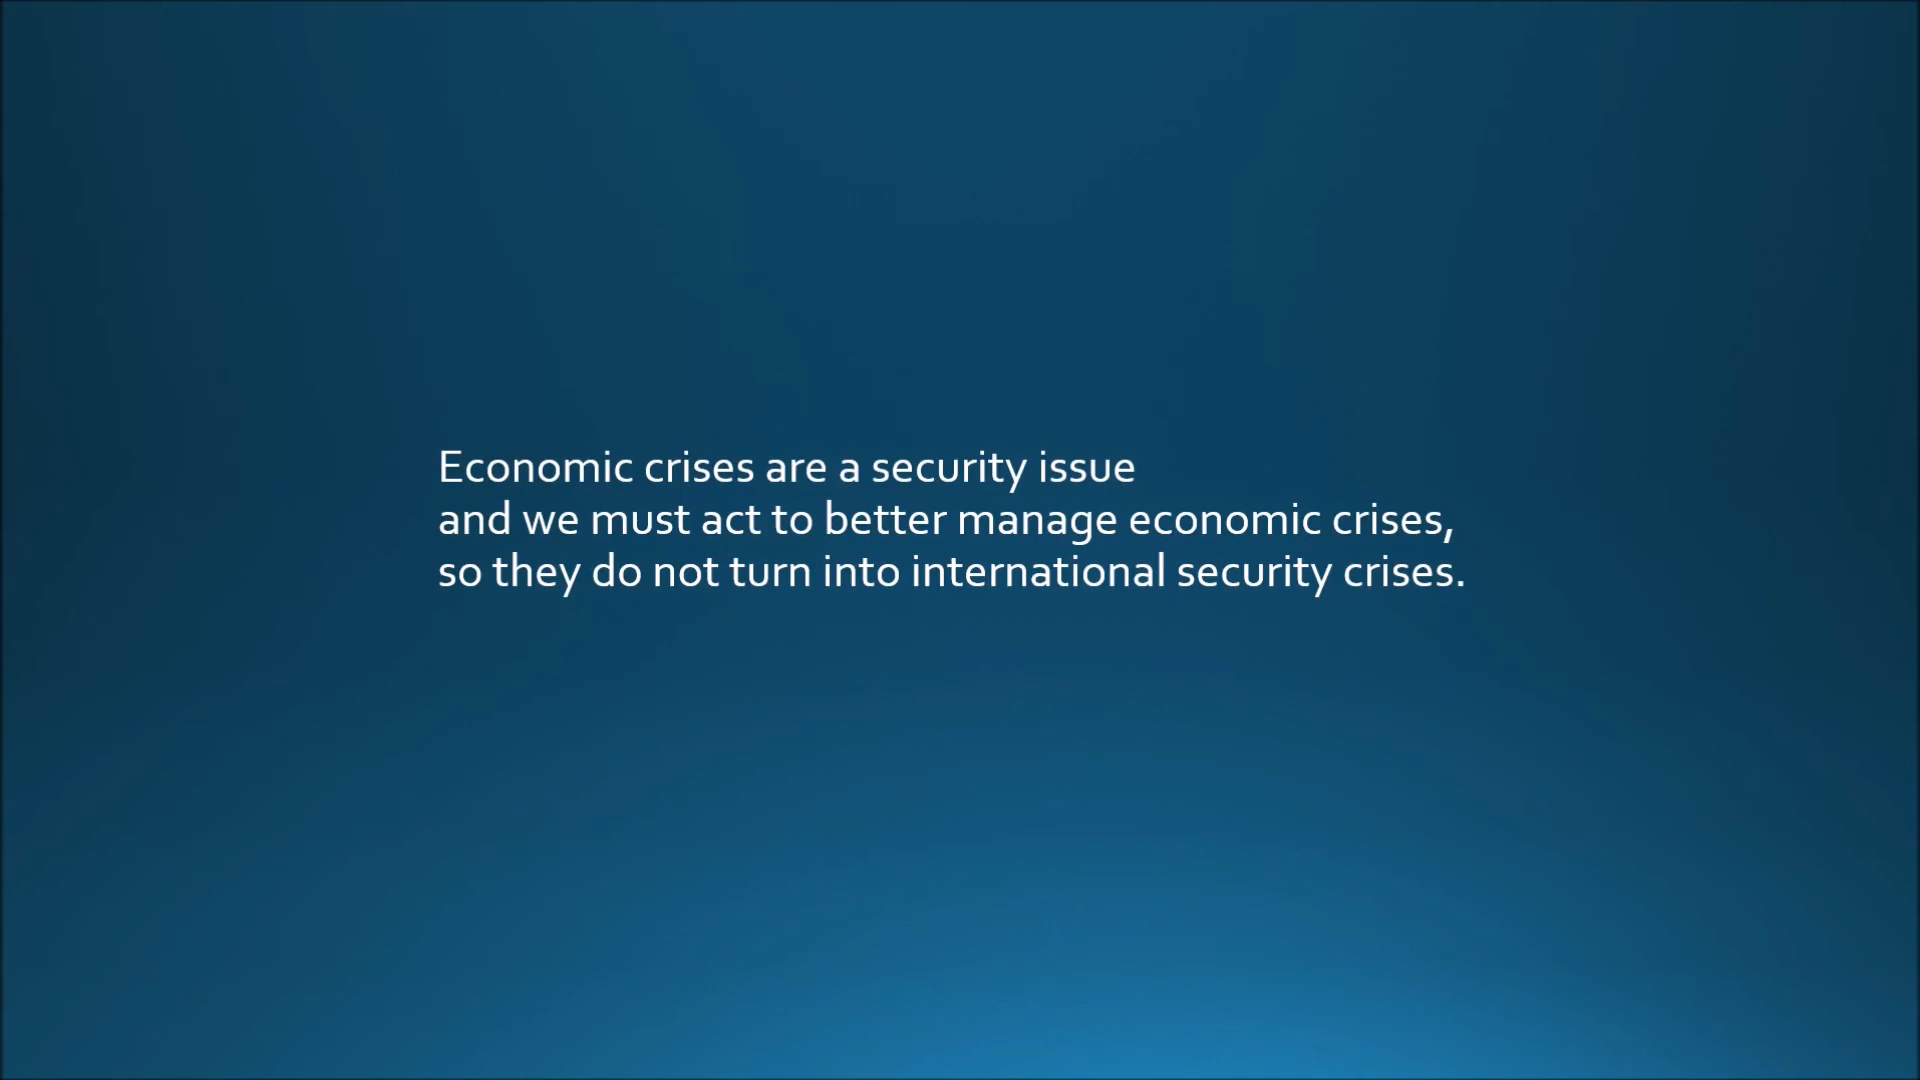 Economic crises are a security issue
and we must act to better manage economic crises,
so they do not turn into international security crises.